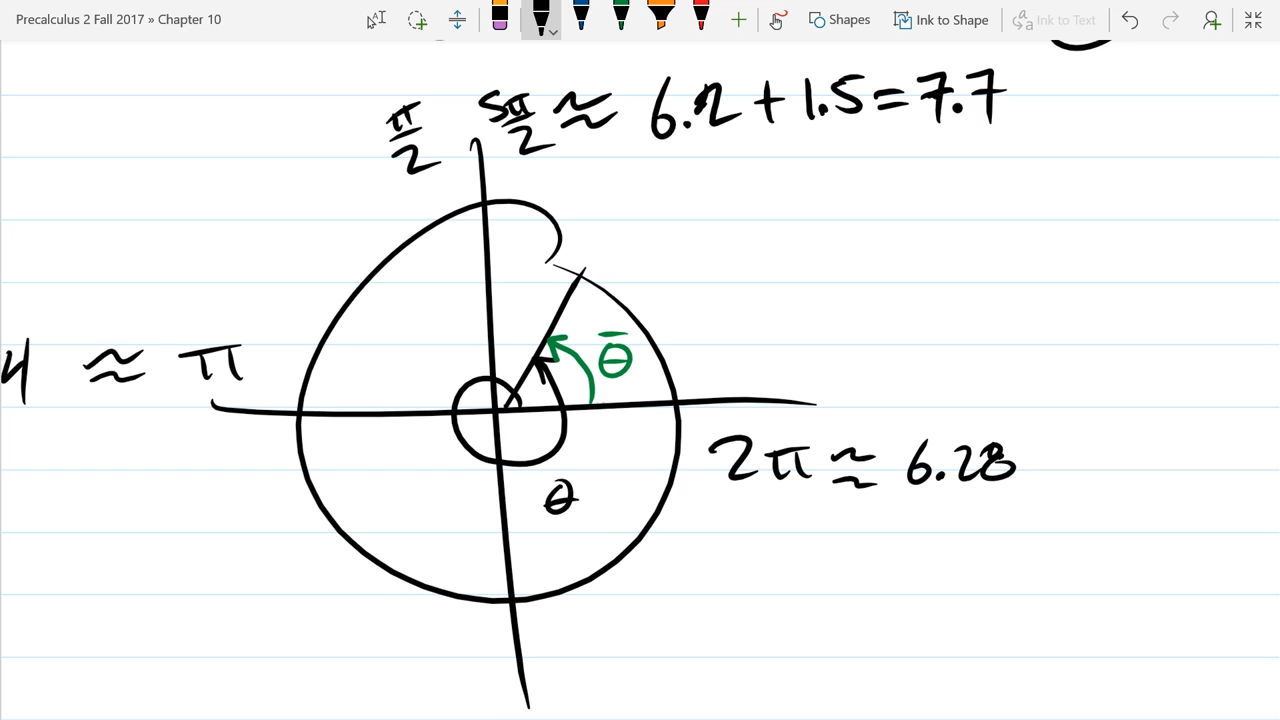 Precalculus 2 Fall 2017 » Chapter 10
Shapes
Ink to Shape
Ink to Text
π/2 5π/2 ≈ 6.2 + 1.5 = 7.7
θ̄
4 ≈ π
2π ≈ 6.28
θ